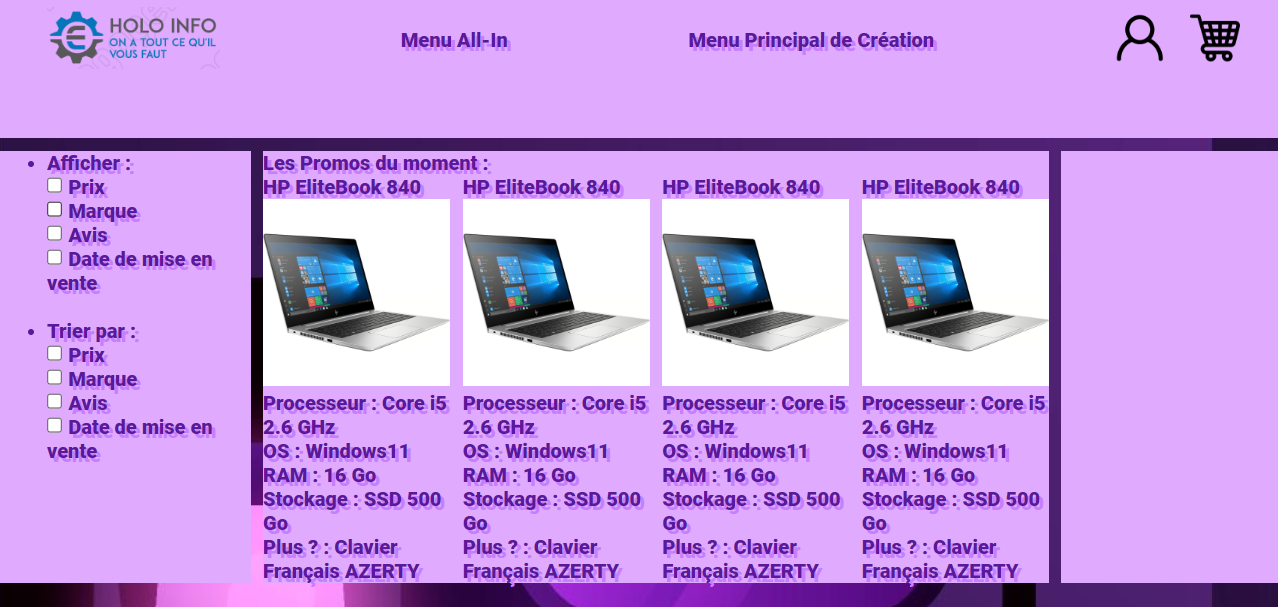 HOLO INFO
ON A TOUT CE QU'IL
VOUS FAUT
Menu All-In
Menu Principal de Création
Afficher :
Prix
Marque
Avis
Date de mise en
vente
Trier par :
Prix
Marque
Avis
Date de mise en
vente
Les Promos du moment :
HP EliteBook 840
Processeur : Core i5
2.6 GHz
OS : Windows11
RAM : 16 Go
Stockage : SSD 500
Go
Plus ? : Clavier
Français AZERTY
HP EliteBook 840
Processeur : Core i5
2.6 GHz
OS : Windows11
RAM : 16 Go
Stockage : SSD 500
Go
Plus ? : Clavier
Français AZERTY
HP EliteBook 840
Processeur : Core i5
2.6 GHz
OS : Windows11
RAM : 16 Go
Stockage : SSD 500
Go
Plus ? : Clavier
Français AZERTY
HP EliteBook 840
Processeur : Core i5
2.6 GHz
OS : Windows11
RAM : 16 Go
Stockage : SSD 500
Go
Plus ? : Clavier
Français AZERTY